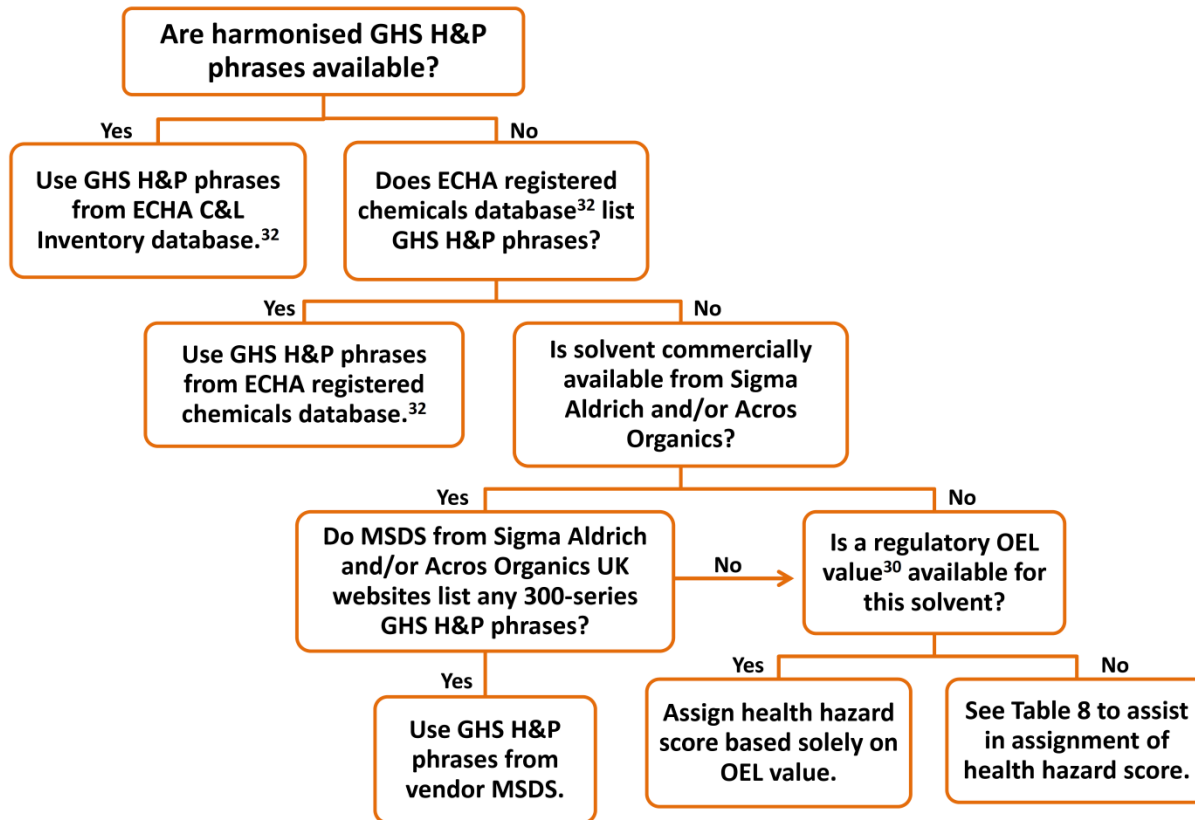 Are harmonised GHS H&P
phrases available?
Yes
No
Use GHS H&P phrases
from ECHA C&L
Inventory database.32
Does ECHA registered
chemicals database32 list
GHS H&P phrases?
Yes
No
Use GHS H&P phrases
from ECHA registered
chemicals database.32
Is solvent commercially
available from Sigma
Aldrich and/or Acros
Organics?
Yes
No
Do MSDS from Sigma Aldrich
and/or Acros Organics UK
websites list any 300-series
GHS H&P phrases?
No
Is a regulatory OEL
value30 available for
this solvent?
Yes
Yes
No
Use GHS H&P
phrases from
vendor MSDS.
Assign health hazard
score based solely on
OEL value.
See Table 8 to assist
in assignment of
health hazard score.